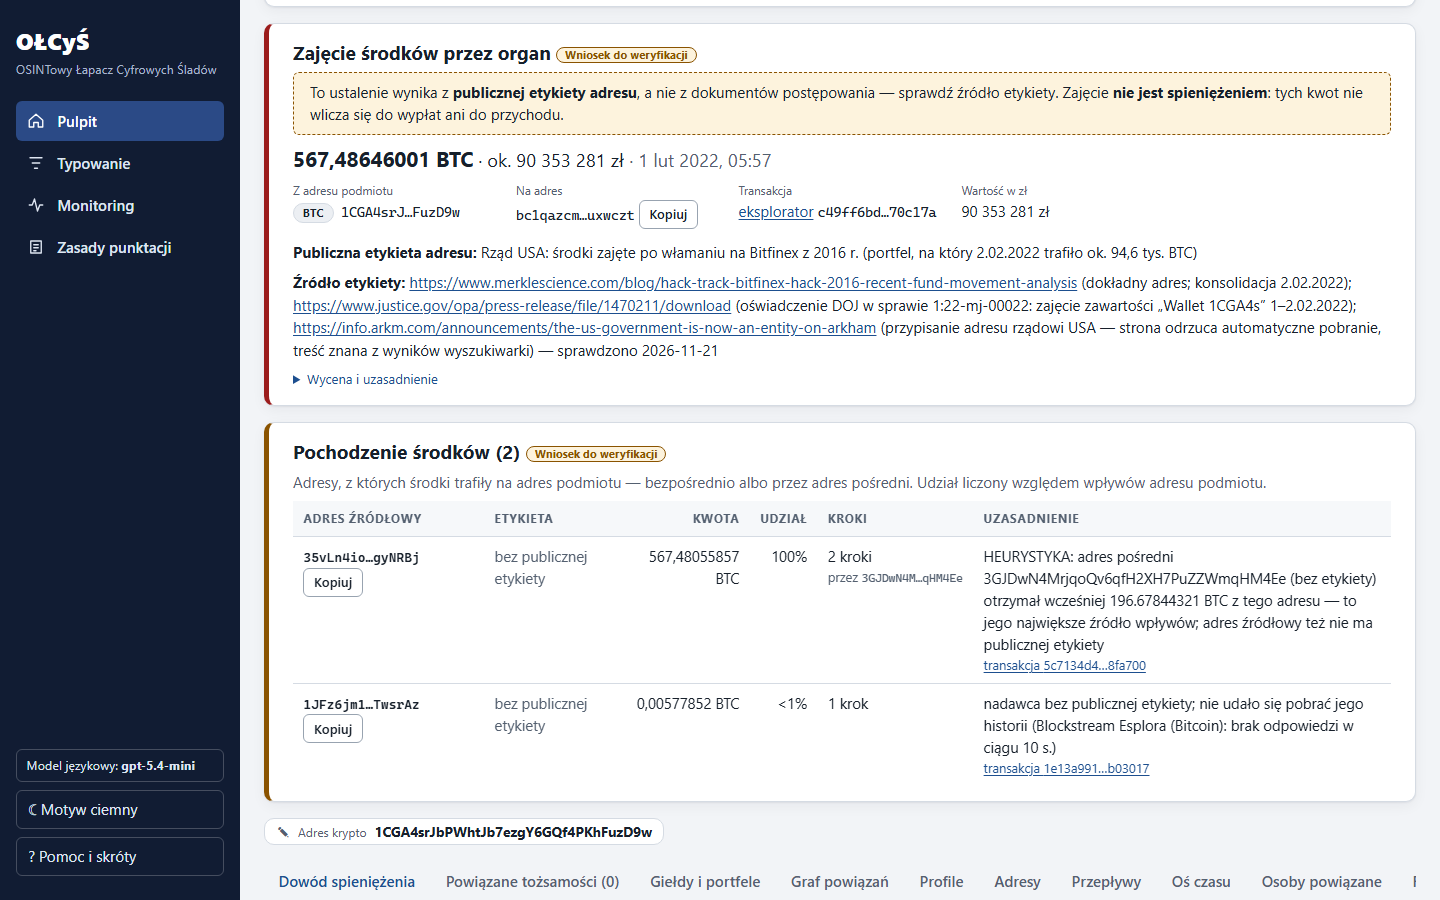 OŁCyŚ
OSINTowy Łapacz Cyfrowych Śladów
Pulpit
Typowanie
Monitoring
Zasady punktacji
Model językowy: gpt-5.4-mini
Motyw ciemny
? Pomoc i skróty
Zajęcie środków przez organ Wniosek do weryfikacji
To ustalenie wynika z publicznej etykiety adresu, a nie z dokumentów postępowania — sprawdź źródło etykiety. Zajęcie nie jest spieniężeniem: tych kwot nie
wlicza się do wypłat ani do przychodu.
567,48646001 BTC · ok. 90 353 281 zł · 1 lut 2022, 05:57
Z adresu podmiotu
BTC 1CGA4srJ…FuzD9w
Na adres
bc1qazcm…uxwczt Kopiuj
Transakcja
eksplorator c49ff6bd…70c17a
Wartość w zł
90 353 281 zł
Publiczna etykieta adresu: Rząd USA: środki zajęte po włamaniu na Bitfinex z 2016 r. (portfel, na który 2.02.2022 trafiło ok. 94,6 tys. BTC)
Źródło etykiety: https://www.merklescience.com/blog/hack-track-bitfinex-hack-2016-recent-fund-movement-analysis (dokładny adres; konsolidacja 2.02.2022);
https://www.justice.gov/opa/press-release/file/1470211/download (oświadczenie DOJ w sprawie 1:22-mj-00022: zajęcie zawartości „Wallet 1CGA4s” 1–2.02.2022);
https://info.arkm.com/announcements/the-us-government-is-now-an-entity-on-arkham (przypisanie adresu rządowi USA — strona odrzuca automatyczne pobranie,
treść znana z wyników wyszukiwarki) — sprawdzono 2026-11-21
Wycena i uzasadnienie
Pochodzenie środków (2) Wniosek do weryfikacji
Adresy, z których środki trafiły na adres podmiotu — bezpośrednio albo przez adres pośredni. Udział liczony względem wpływów adresu podmiotu.
ADRES ŹRÓDŁOWY ETYKIETA KWOTA UDZIAŁ KROKI UZASADNIENIE
35vLn4io…gyNRBj
Kopiuj
bez publicznej
etykiety
567,48055857
BTC
100%
2 kroki
przez 3GJDwN4M…qHM4Ee
HEURYSTYKA: adres pośredni
3GJDwN4MrjqoQv6qfH2XH7PuZZWmqHM4Ee (bez etykiety)
otrzymał wcześniej 196.67844321 BTC z tego adresu — to
jego największe źródło wpływów; adres źródłowy też nie ma
publicznej etykiety
transakcja 5c7134d4…8fa700
1JFz6jm1…TwsrAz
Kopiuj
bez publicznej
etykiety
0,00577852 BTC
<1%
1 krok
nadawca bez publicznej etykiety; nie udało się pobrać jego
historii (Blockstream Esplora (Bitcoin): brak odpowiedzi w
ciągu 10 s.)
transakcja 1e13a991…b03017
Adres krypto 1CGA4srJbPWhtJb7ezgY6GQf4PKhFuzD9w
Dowód spieniężenia Powiązane tożsamości (0) Giełdy i portfele Graf powiązań Profile Adresy Przepływy Oś czasu Osoby powiązane